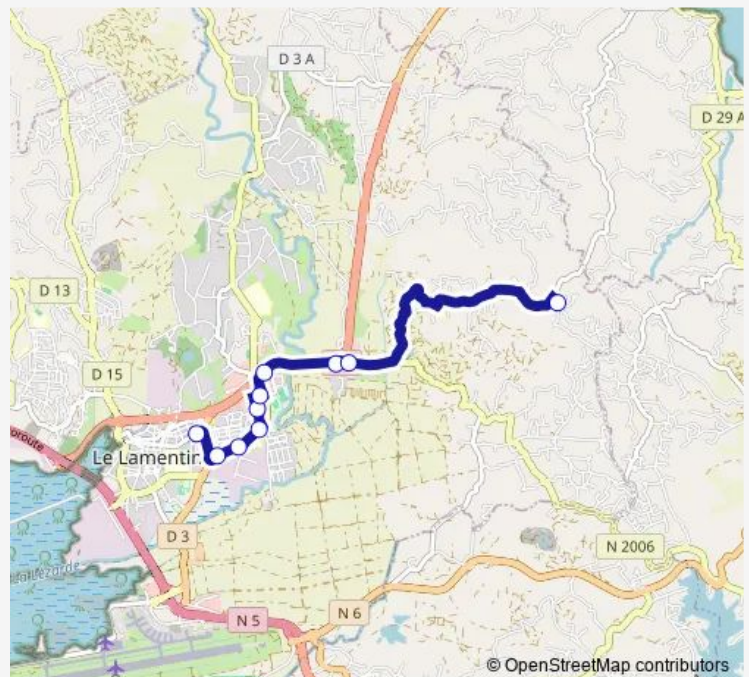 D 3 A
D 29 A
D 13
D 15
Le Lamentin
D 3
N 2006
N 5
N 6
© OpenStreetMap contributors